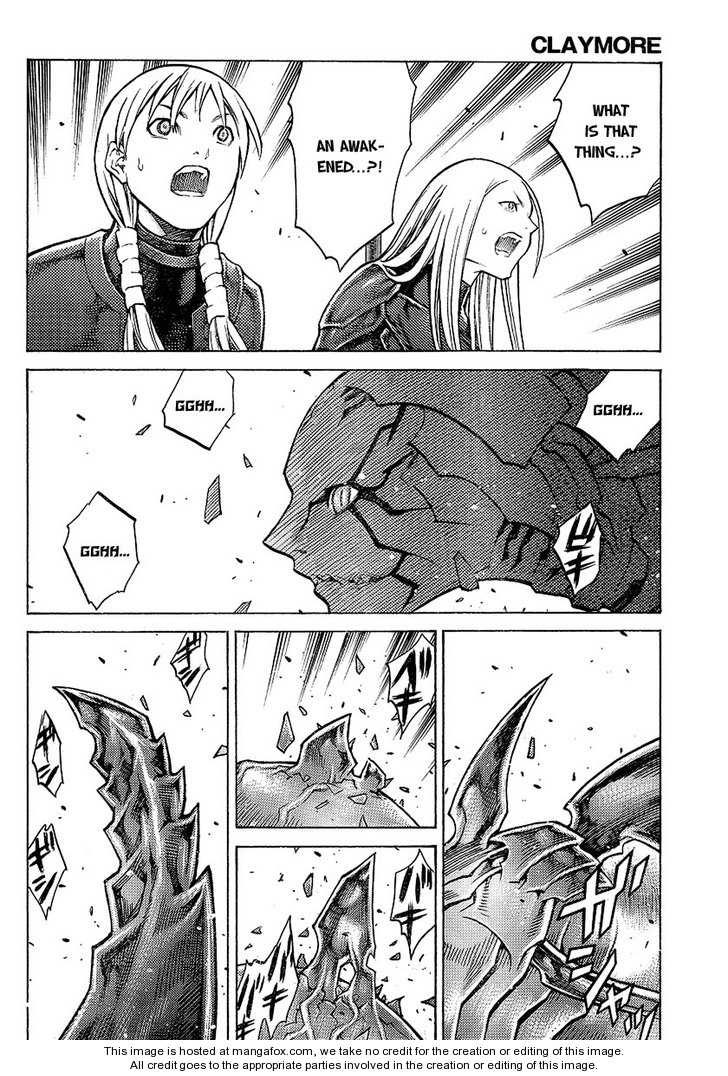 CLAYMORE
WHAT
IS THAT
THING...?
AN AWAK-
ENED...?!
GGHH...
GGHH...
GGHH...
ビキ
This image is hosted at mangafox.com, we take no credit for the creation or editing of this image.
All credit goes to the appropriate parties involved in the creation or editing of this image.